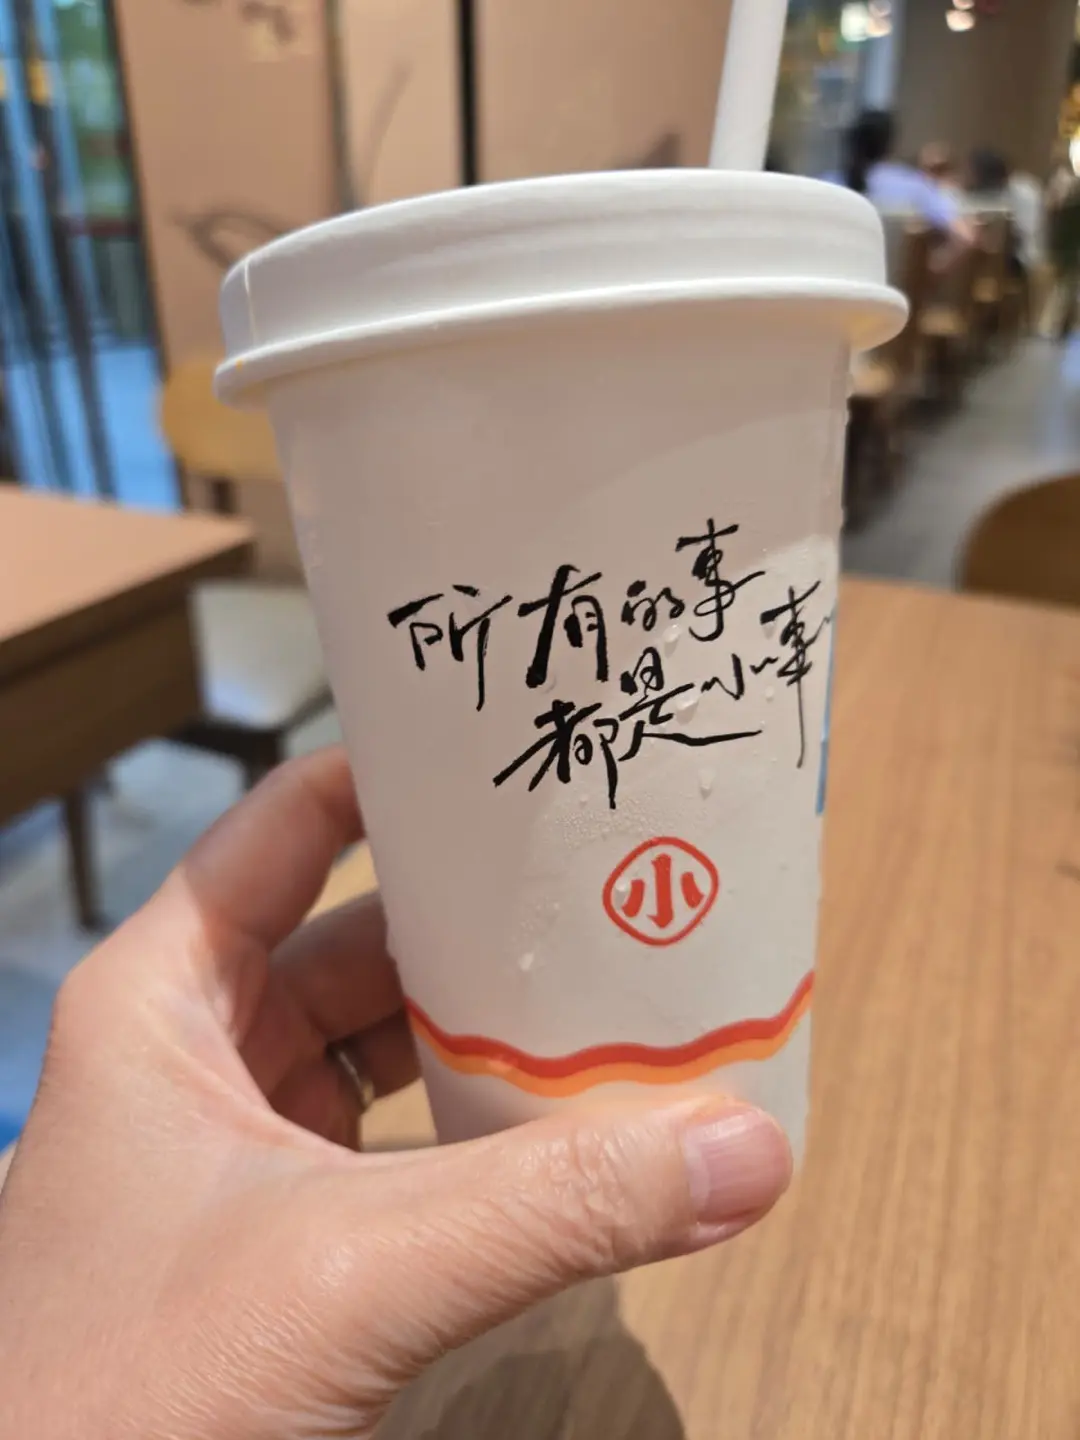 所有的事
都是小事
小